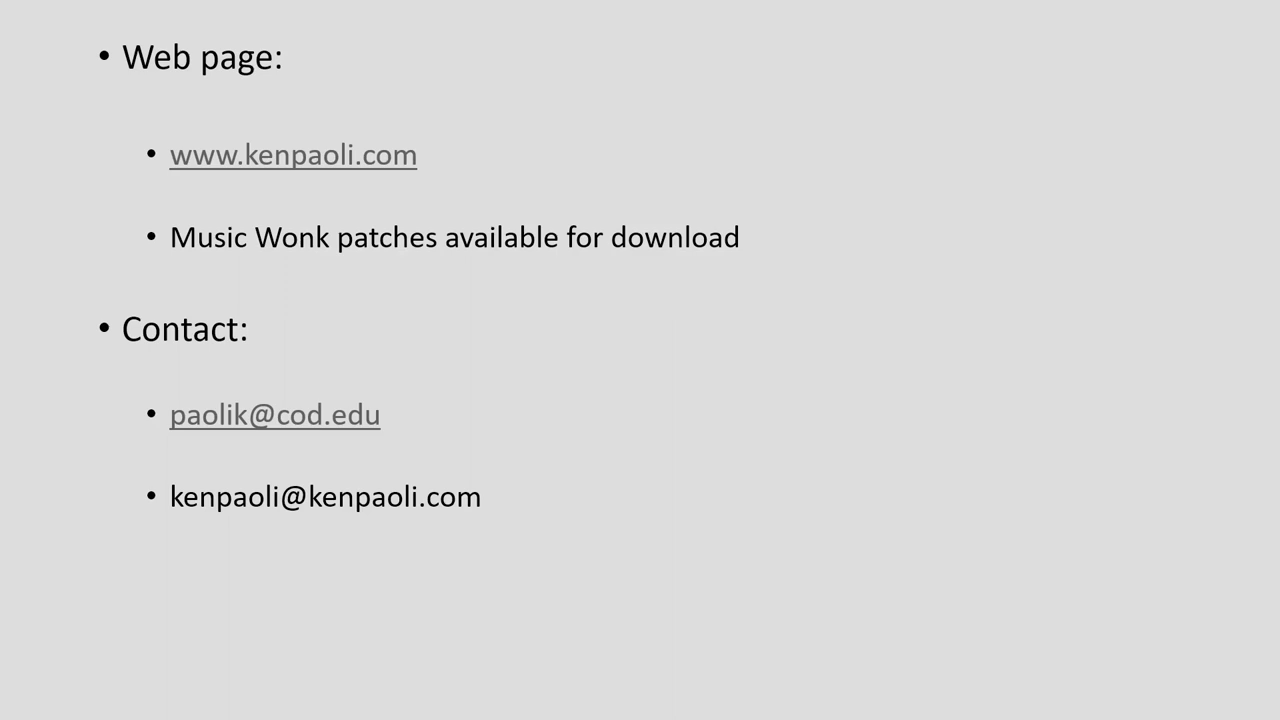 • Web page:
• www.kenpaoli.com
• Music Wonk patches available for download
• Contact:
• paolik@cod.edu
• kenpaoli@kenpaoli.com